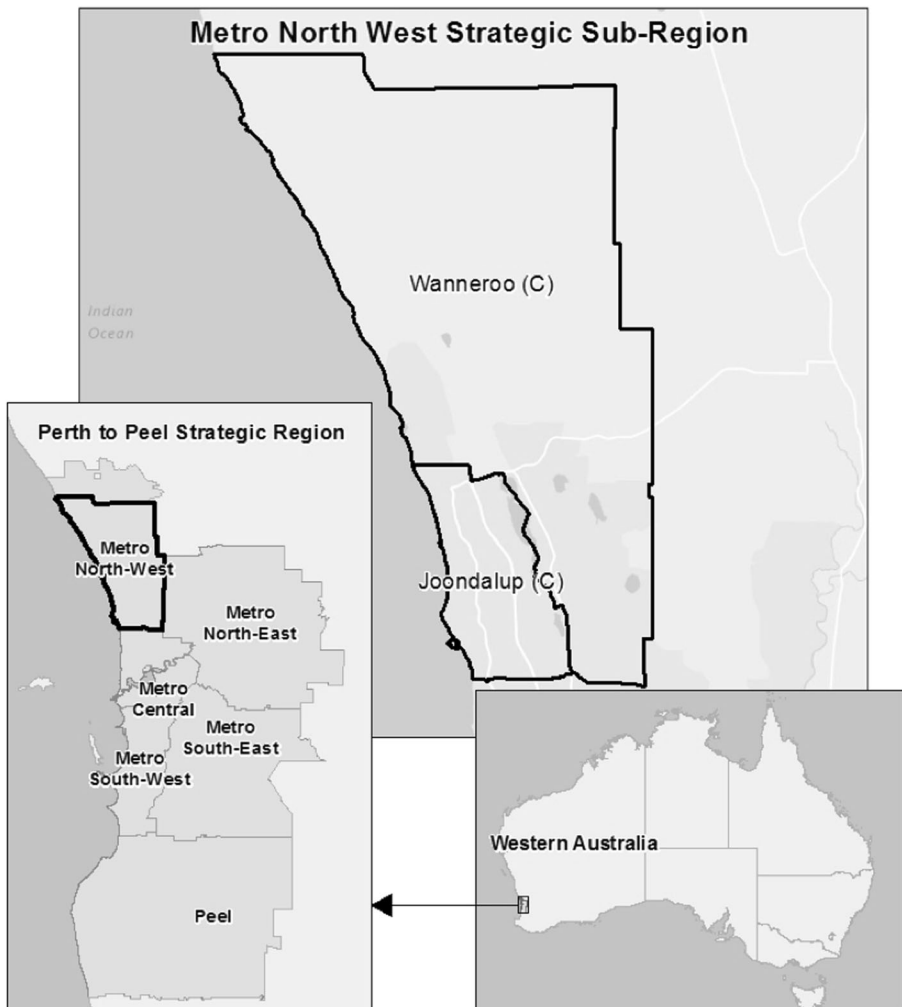 Metro North West Strategic Sub-Region
Wanneroo (C)
Indian
Ocean
Joondalup (C)
Perth to Peel Strategic Region
Metro
North-West
Metro
North-East
Metro
Central
Metro
South-East
Metro
South-West
Peel
Western Australia